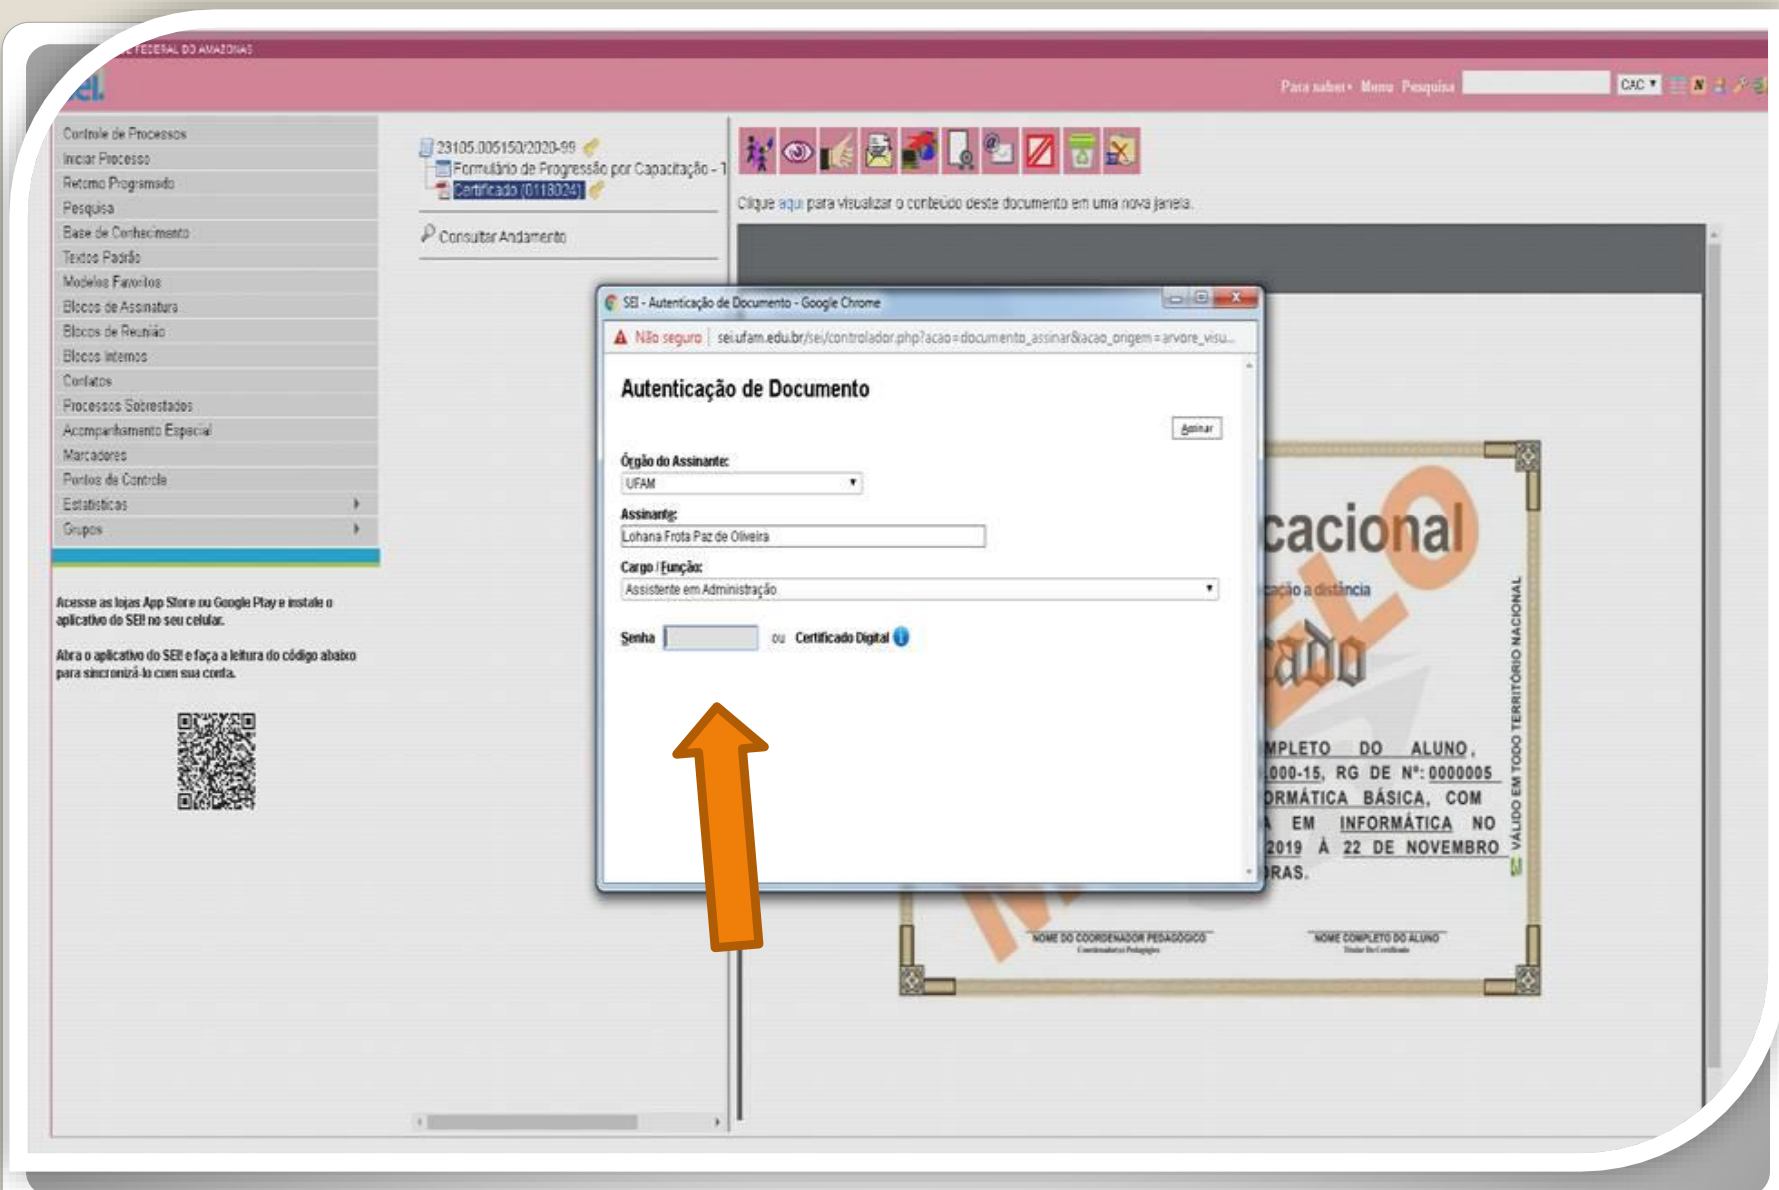 FEDERAL DO AMAZONAS
sei.
Para saber+ Menu Pesquisa
CAC
Controle de Processos
Iniciar Processo
Retorno Programado
Pesquisa
Base de Conhecimento
Textos Padrão
Modelos Favoritos
Blocos de Assinatura
Blocos de Reunião
Blocos Internos
Contatos
Processos Sobrestados
Acompanhamento Especial
Marcadores
Pontos de Controle
Estatísticas
Grupos
Acesse as lojas App Store ou Google Play e instale o
aplicativo do SEI! no seu celular.
Abra o aplicativo do SEI! e faça a leitura do código abaixo
para sincronizá-lo com sua conta.
23105.005150/2020-99
Formulário de Progressão por Capacitação - T
Certificado (0118024)
Consultar Andamento
Clique aqui para visualizar o conteúdo deste documento em uma nova janela.
SEI - Autenticação de Documento - Google Chrome
Não seguro | sei.ufam.edu.br/sei/controlador.php?acao=documento_assinar&acao_origem=arvore_visu...
Autenticação de Documento
Assinar
Órgão do Assinante:
UFAM
Assinante:
Lohana Frota Paz de Oliveira
Cargo / Função:
Assistente em Administração
Senha ou Certificado Digital
cacional
cação a distância
ado
MODELO
MPLETO DO ALUNO,
.000-15, RG DE Nº: 0000005
ORMÁTICA BÁSICA, COM
A EM INFORMÁTICA NO
2019 À 22 DE NOVEMBRO
ORAS.
VÁLIDO EM TODO TERRITÓRIO NACIONAL
NOME DO COORDENADOR PEDAGÓGICO
NOME COMPLETO DO ALUNO